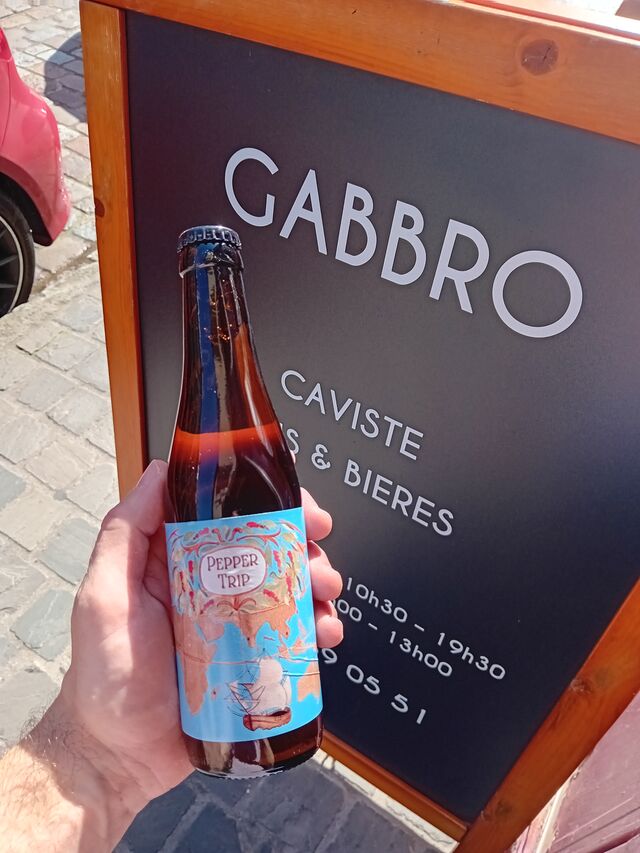 GABBRO
CAVISTE
& BIERES
10h30 - 19h30
- 13h00
05 51
PEPPER
TRIP